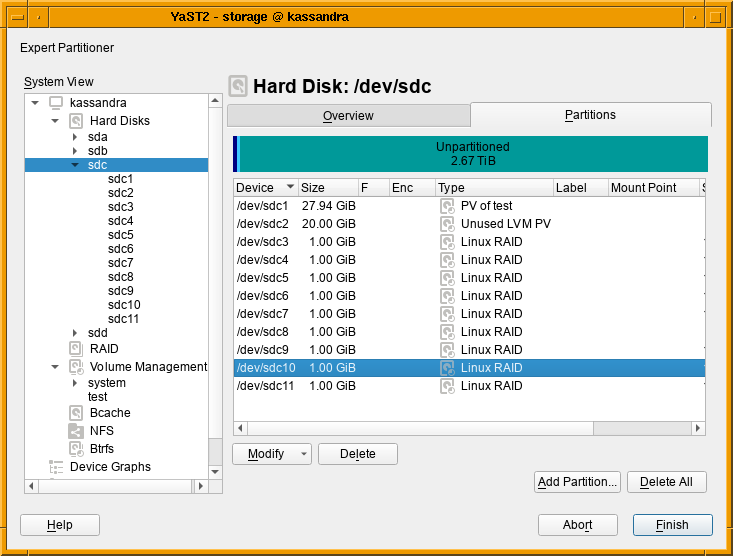 YaST2 - storage @ kassandra
Expert Partitioner
System View
kassandra
Hard Disks
sda
sdb
sdc
sdc1
sdc2
sdc3
sdc4
sdc5
sdc6
sdc7
sdc8
sdc9
sdc10
sdc11
sdd
RAID
Volume Management
system
test
Bcache
NFS
Btrfs
Device Graphs
Hard Disk: /dev/sdc
Overview Partitions
Unpartitioned
2.67 TiB
Device Size F Enc Type Label Mount Point
/dev/sdc1 27.94 GiB PV of test
/dev/sdc2 20.00 GiB Unused LVM PV
/dev/sdc3 1.00 GiB Linux RAID
/dev/sdc4 1.00 GiB Linux RAID
/dev/sdc5 1.00 GiB Linux RAID
/dev/sdc6 1.00 GiB Linux RAID
/dev/sdc7 1.00 GiB Linux RAID
/dev/sdc8 1.00 GiB Linux RAID
/dev/sdc9 1.00 GiB Linux RAID
/dev/sdc10 1.00 GiB Linux RAID
/dev/sdc11 1.00 GiB Linux RAID
Modify Delete
Add Partition... Delete All
Help Abort Finish